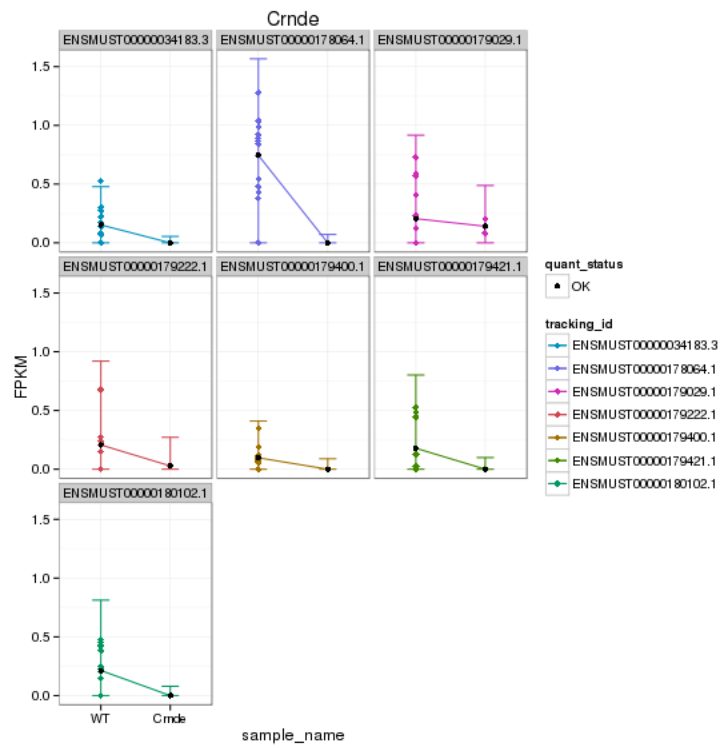 Crnde
ENSMUST00000034183.3 ENSMUST00000178064.1 ENSMUST00000179029.1
1.5
1.0
0.5
0.0
ENSMUST00000179222.1 ENSMUST00000179400.1 ENSMUST00000179421.1
1.5
1.0
0.5
0.0
ENSMUST00000180102.1
1.5
1.0
0.5
0.0
WT Crnde
FPKM
sample_name
quant_status
OK
tracking_id
ENSMUST00000034183.3
ENSMUST00000178064.1
ENSMUST00000179029.1
ENSMUST00000179222.1
ENSMUST00000179400.1
ENSMUST00000179421.1
ENSMUST00000180102.1